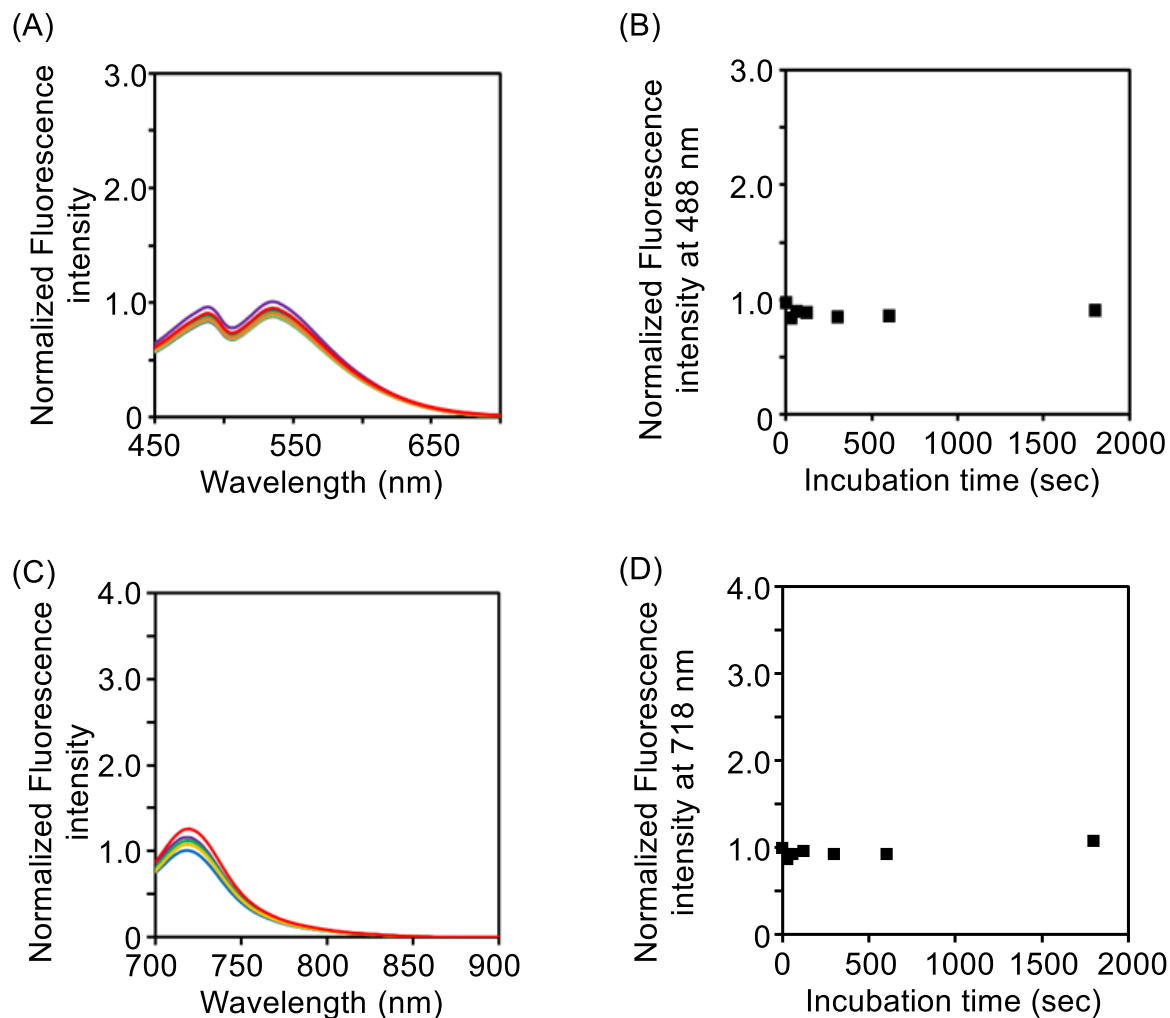 (A)
Normalized Fluorescence
intensity
3.0
2.0
1.0
0
450 550 650
Wavelength (nm)
(B)
Normalized Fluorescence
intensity at 488 nm
3.0
2.0
1.0
0
0 500 1000 1500 2000
Incubation time (sec)
(C)
Normalized Fluorescence
intensity
4.0
3.0
2.0
1.0
0
700 750 800 850 900
Wavelength (nm)
(D)
Normalized Fluorescence
intensity at 718 nm
4.0
3.0
2.0
1.0
0
0 500 1000 1500 2000
Incubation time (sec)